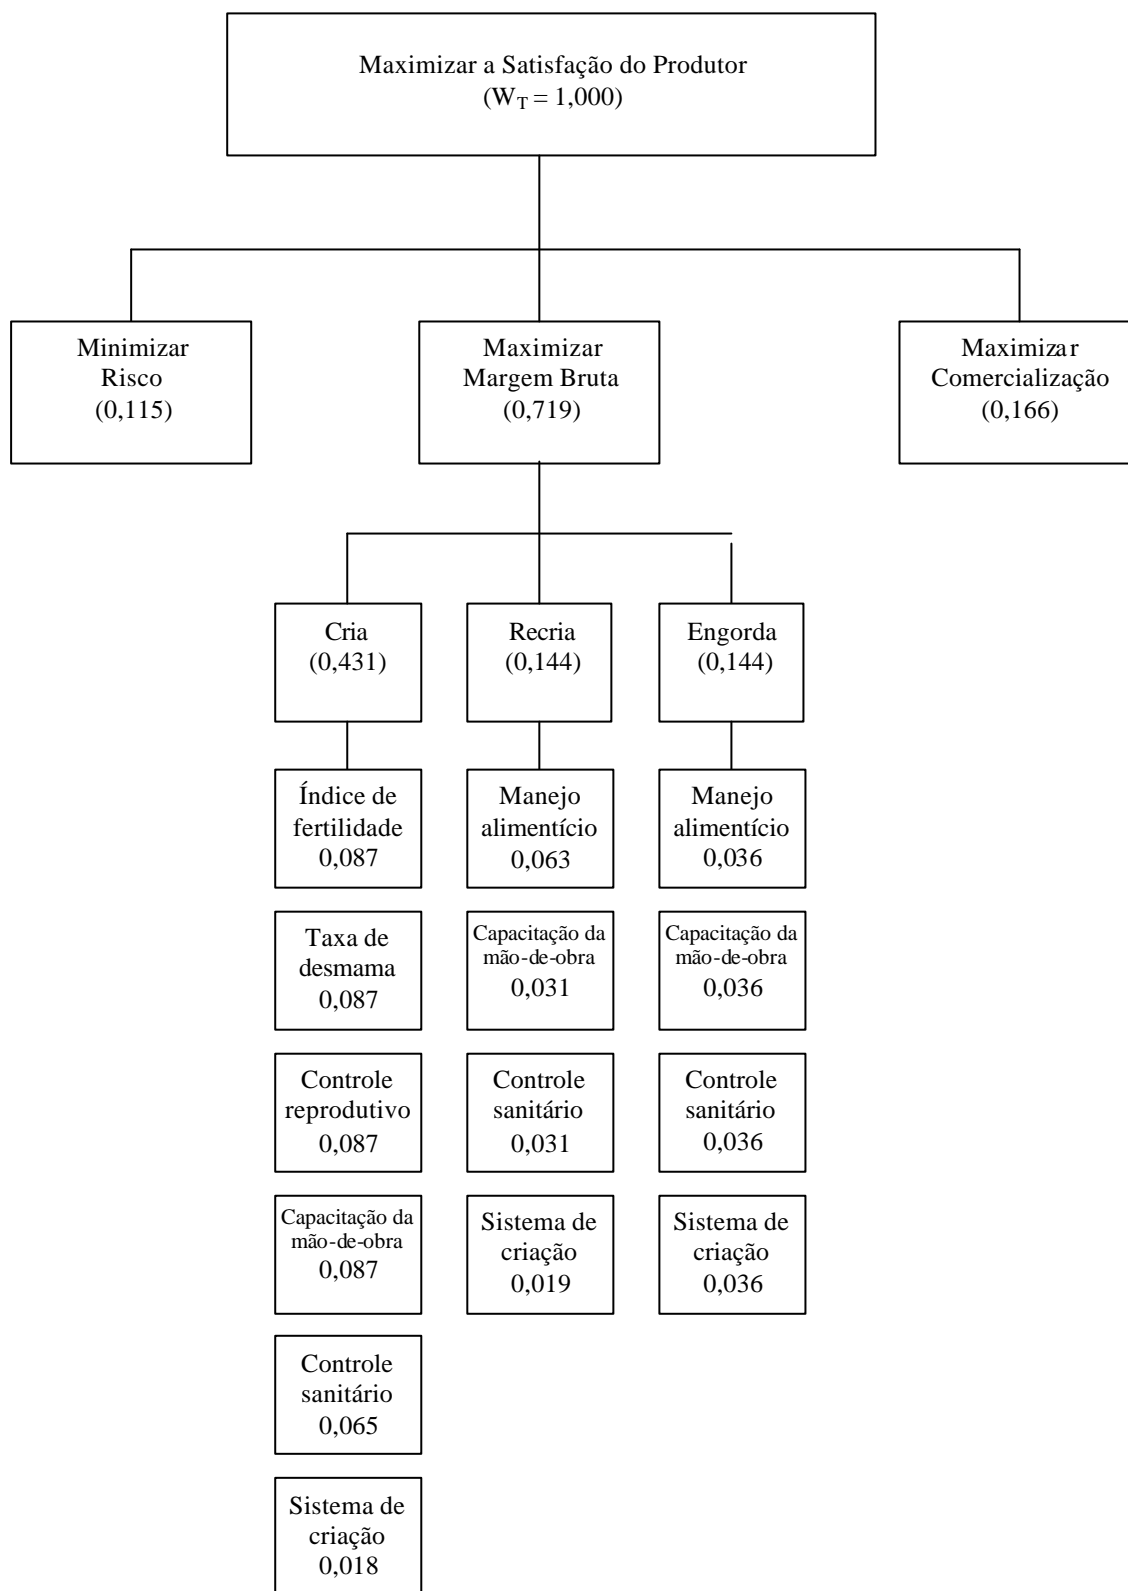 Maximizar a Satisfação do Produtor
(WT = 1,000)
Minimizar
Risco
(0,115)
Maximizar
Margem Bruta
(0,719)
Maximizar
Comercialização
(0,166)
Cria
(0,431)
Recria
(0,144)
Engorda
(0,144)
Índice de
fertilidade
0,087
Manejo
alimentício
0,063
Manejo
alimentício
0,036
Taxa de
desmama
0,087
Capacitação da
mão-de-obra
0,031
Capacitação da
mão-de-obra
0,036
Controle
reprodutivo
0,087
Controle
sanitário
0,031
Controle
sanitário
0,036
Capacitação da
mão-de-obra
0,087
Sistema de
criação
0,019
Sistema de
criação
0,036
Controle
sanitário
0,065
Sistema de
criação
0,018